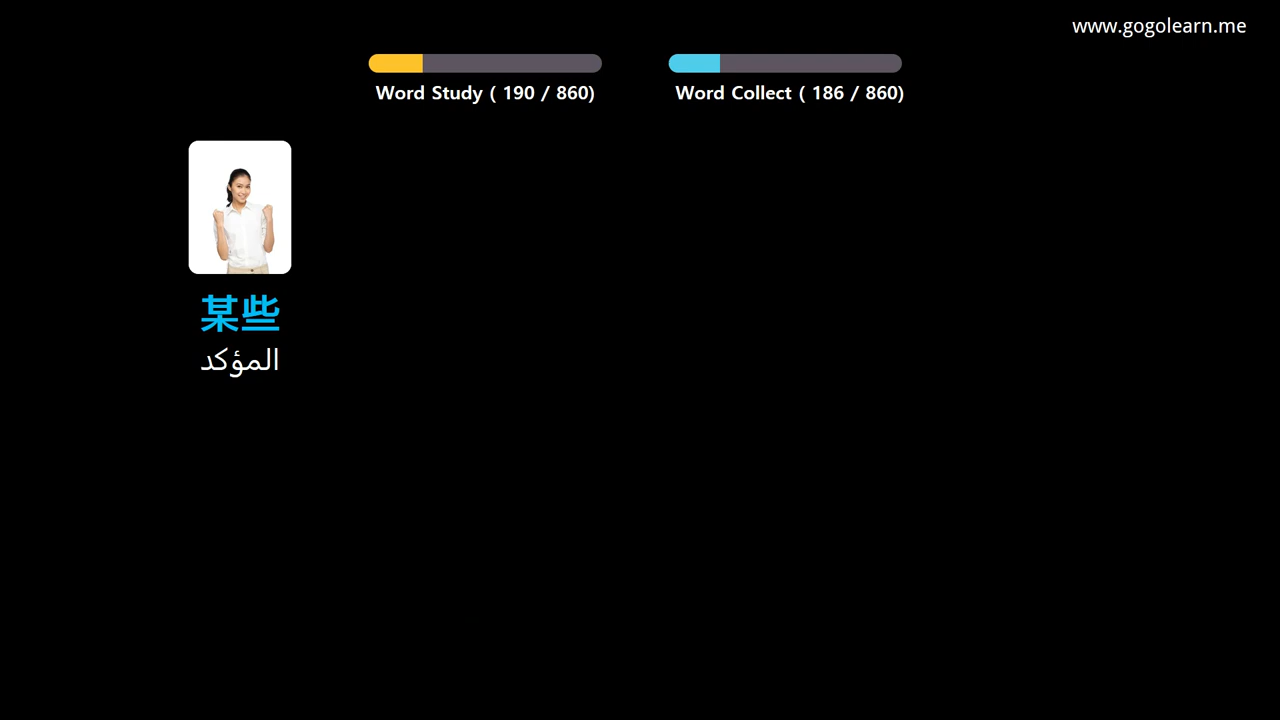 www.gogolearn.me
Word Study ( 190 / 860)
Word Collect ( 186 / 860)
某些
المؤكد